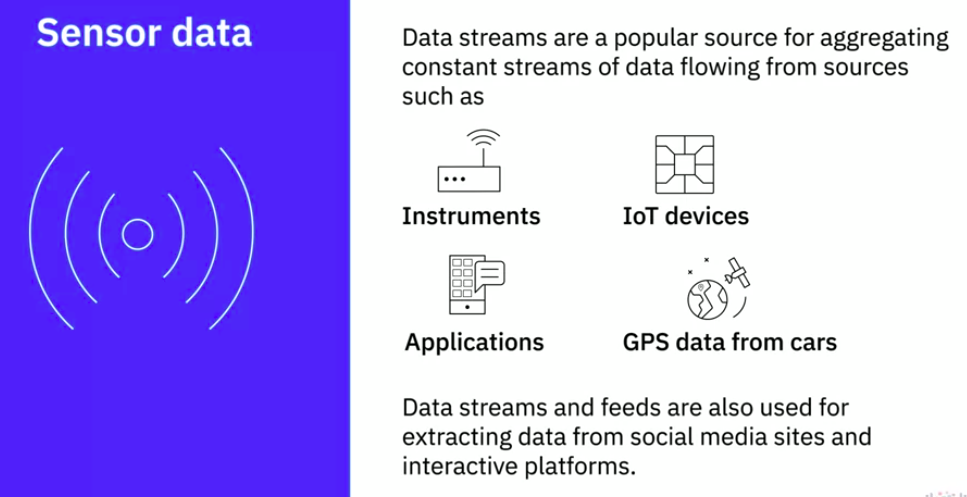 Sensor data
Data streams are a popular source for aggregating
constant streams of data flowing from sources
such as
Instruments
IoT devices
Applications
GPS data from cars
Data streams and feeds are also used for
extracting data from social media sites and
interactive platforms.